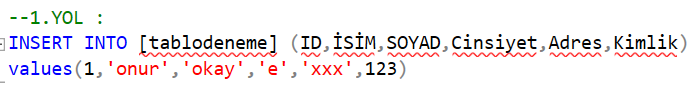 --1.YOL :
INSERT INTO [tablodeneme] (ID,İSİM,SOYAD,Cinsiyet,Adres,Kimlik)
values(1,'onur','okay','e','xxx',123)